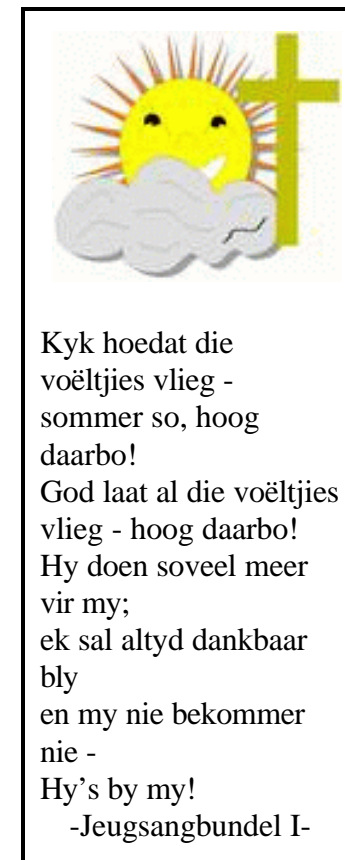 Kyk hoedat die
voëltjies vlieg -
sommer so, hoog
daarbo!
God laat al die voëltjies
vlieg - hoog daarbo!
Hy doen soveel meer
vir my;
ek sal altyd dankbaar
bly
en my nie bekommer
nie -
Hy's by my!
-Jeugsangbundel I-